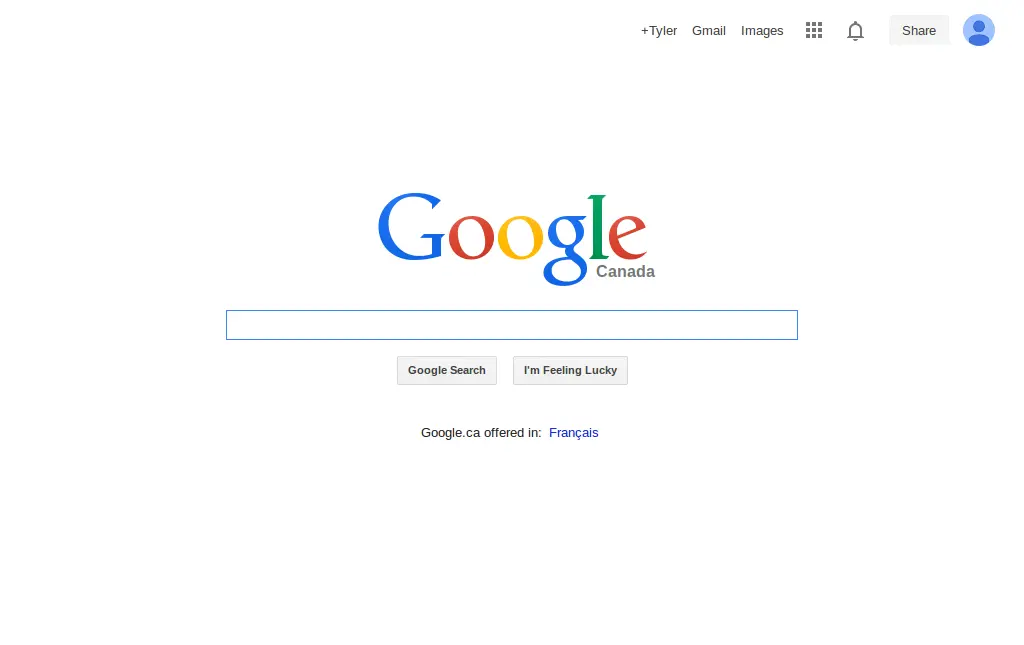 +Tyler Gmail Images Share
Google
Canada
Google Search I'm Feeling Lucky
Google.ca offered in: Français